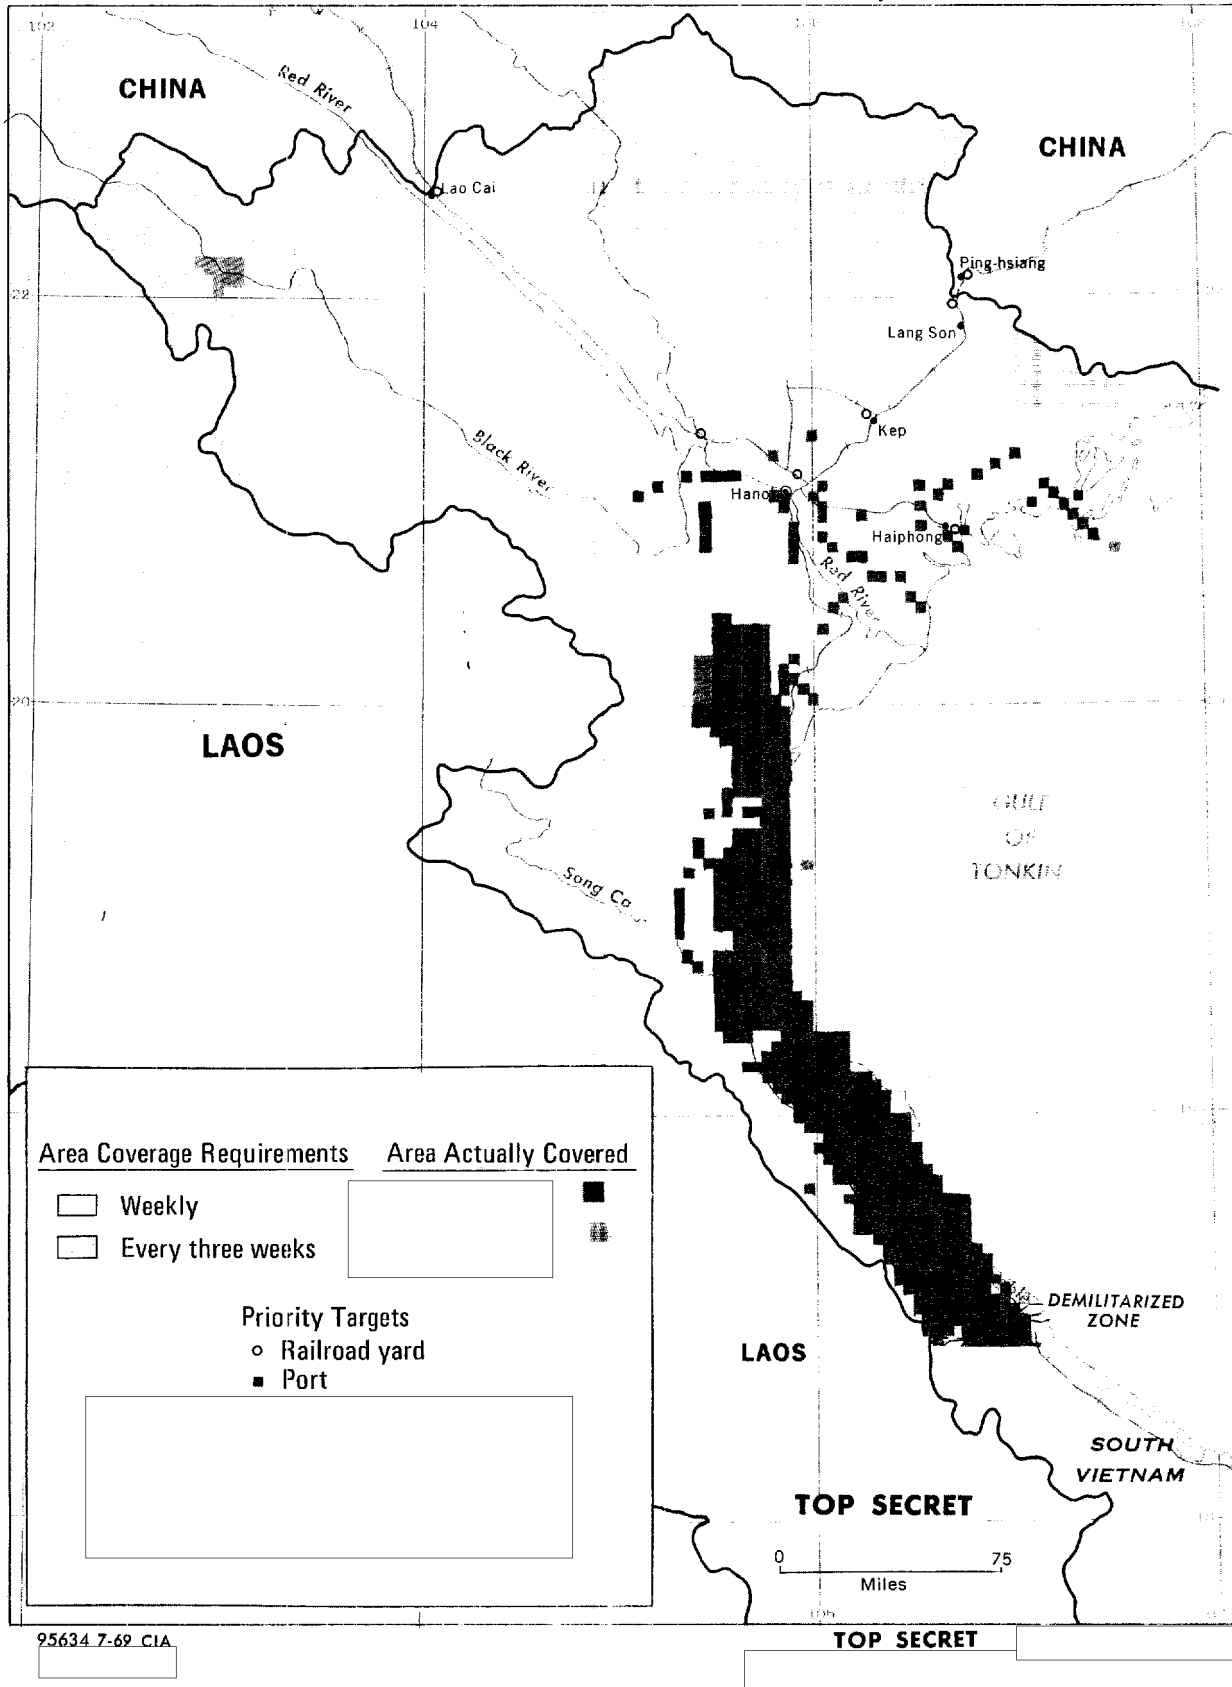 102
104
CHINA
Red River
CHINA
Lao Cai
Ping-hsiang
22
Lang Son
Kep
Black River
Hanoi
Haiphong
Red River
20
LAOS
GULF
OF
TONKIN
Song Ca
Area Coverage Requirements
Area Actually Covered
Weekly
Every three weeks
Priority Targets
Railroad yard
Port
DEMILITARIZED
ZONE
LAOS
SOUTH
VIETNAM
TOP SECRET
0 75
Miles
95634 7-69 CIA
TOP SECRET